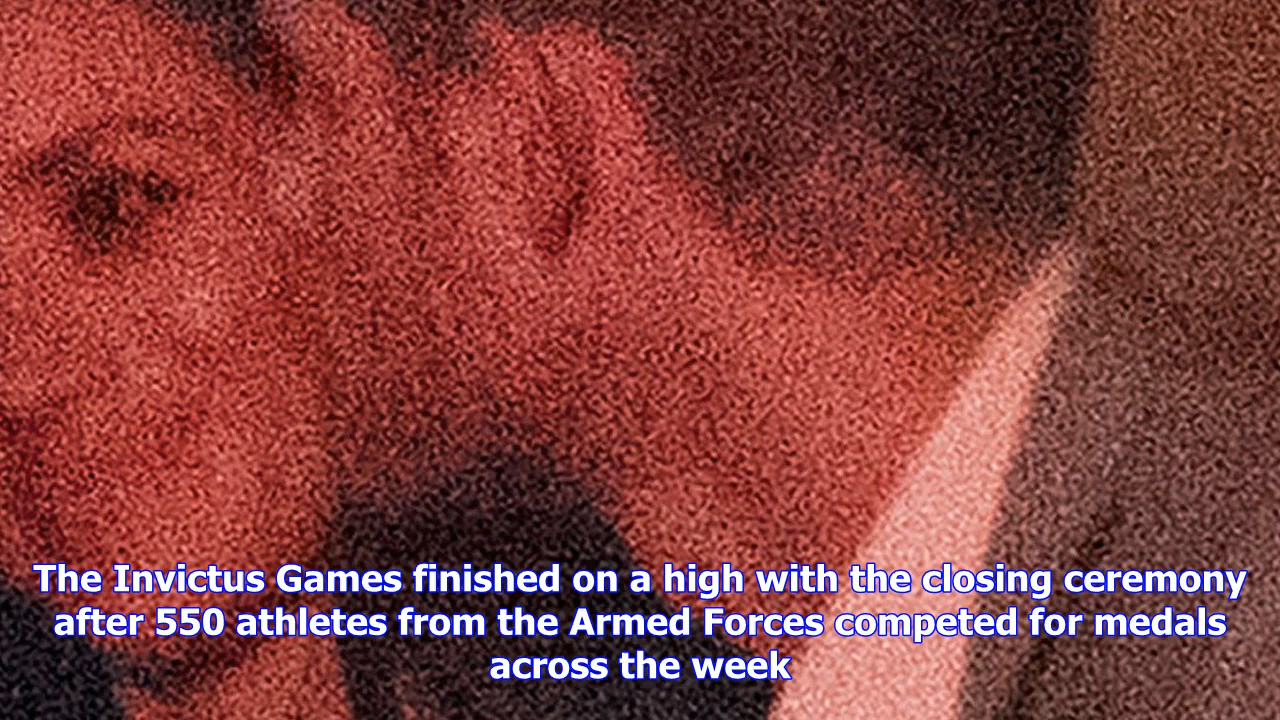 The Invictus Games finished on a high with the closing ceremony
after 550 athletes from the Armed Forces competed for medals
across the week